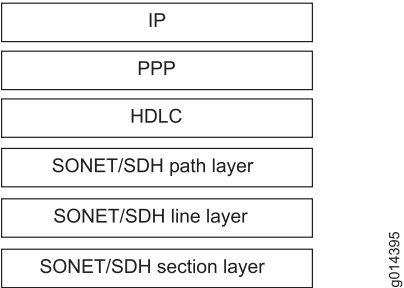 IP
PPP
HDLC
SONET/SDH path layer
SONET/SDH line layer
SONET/SDH section layer
g014395